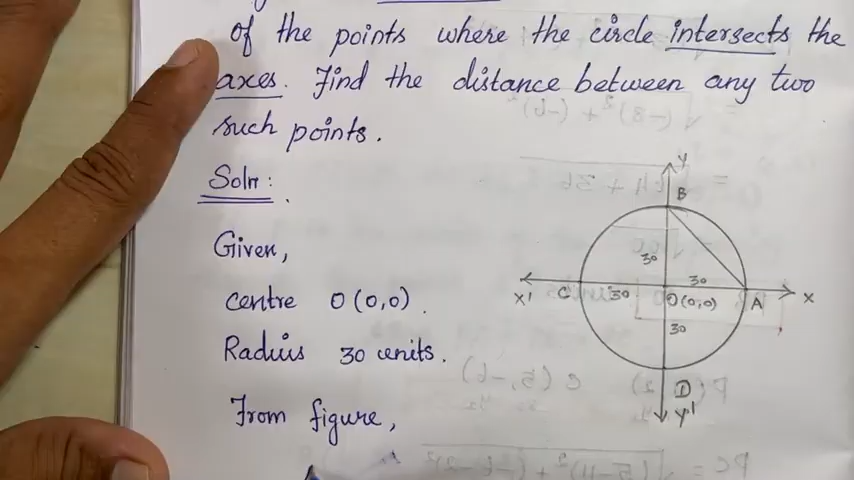 of the points where the circle intersects the
axes. Find the distance between any two
such points.
Soln:
Given,
centre O(0,0).
Radius 30 units.
From figure,
Y
B
30
30
X'
C
30
O(0,0)
A
X
30
D
Y'